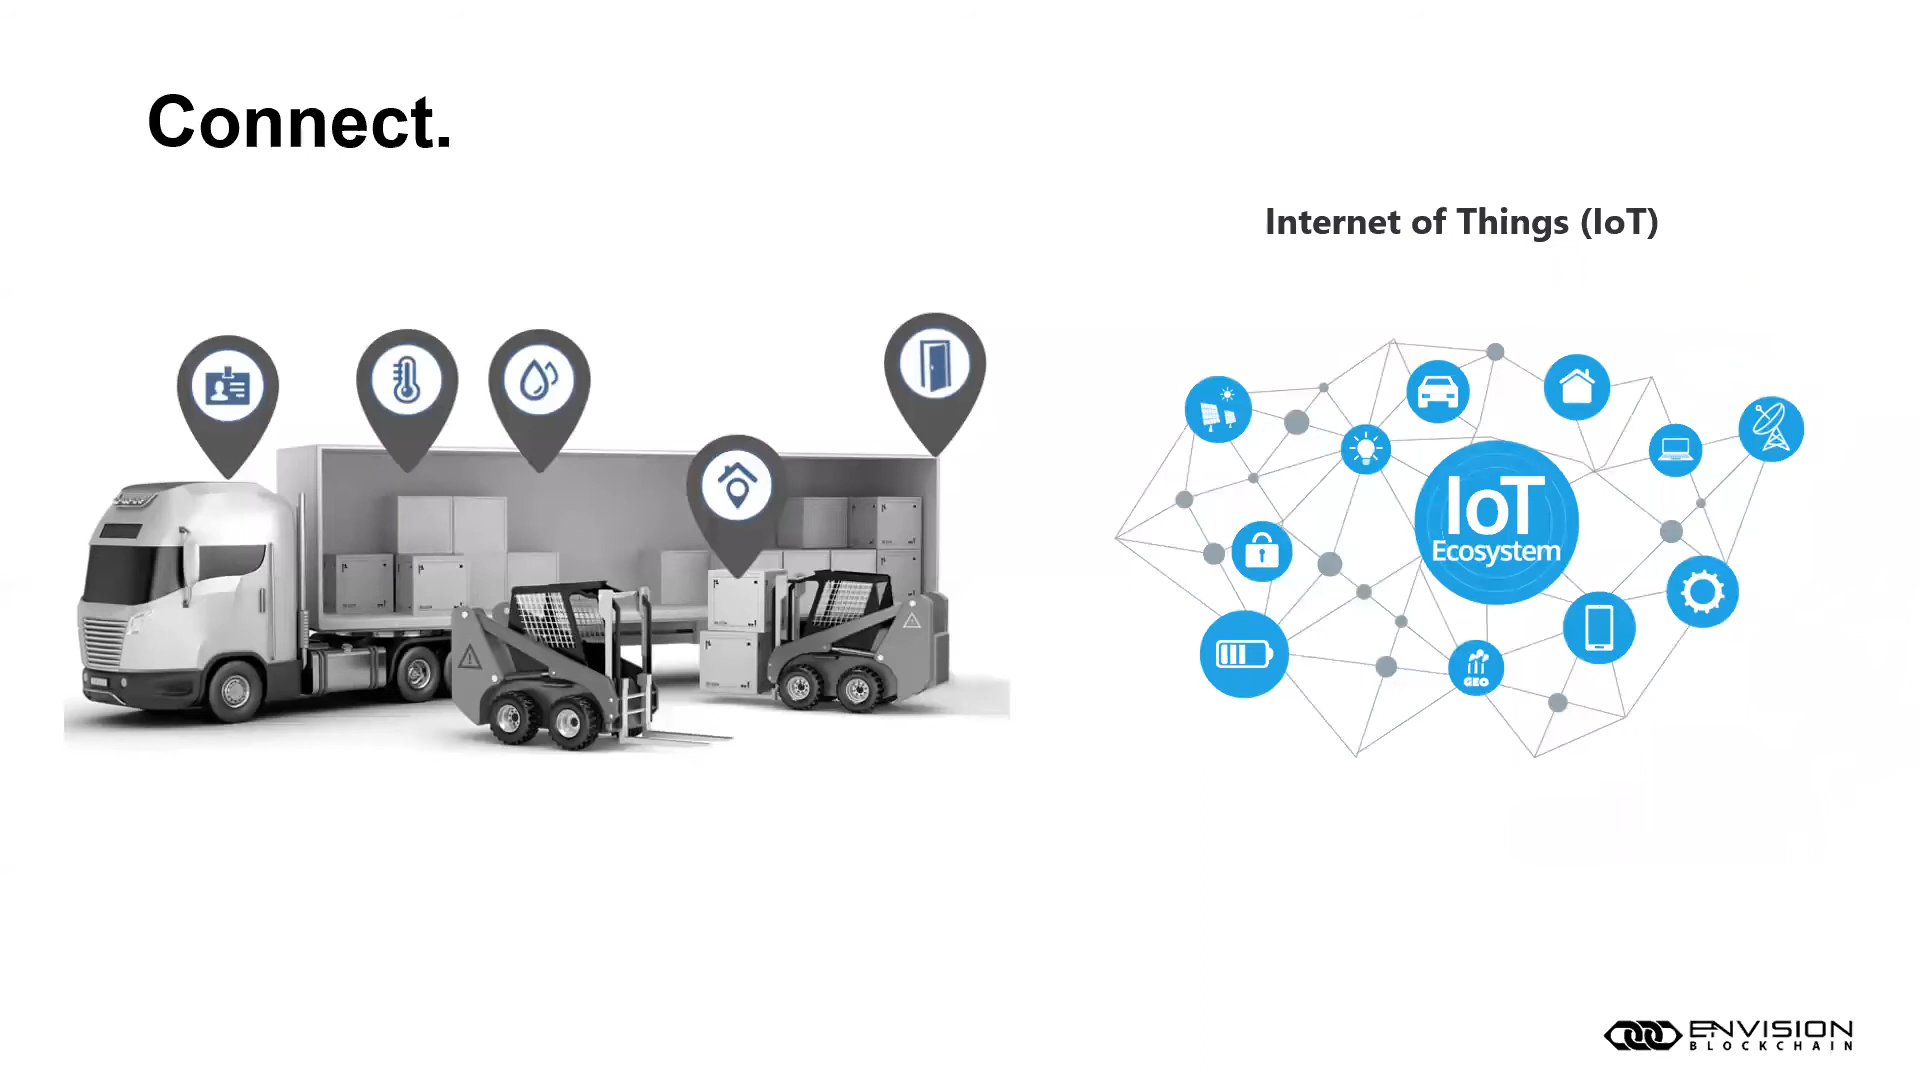 Connect.
Internet of Things (IoT)
IoT
Ecosystem
GEO
ENVISION
BLOCKCHAIN